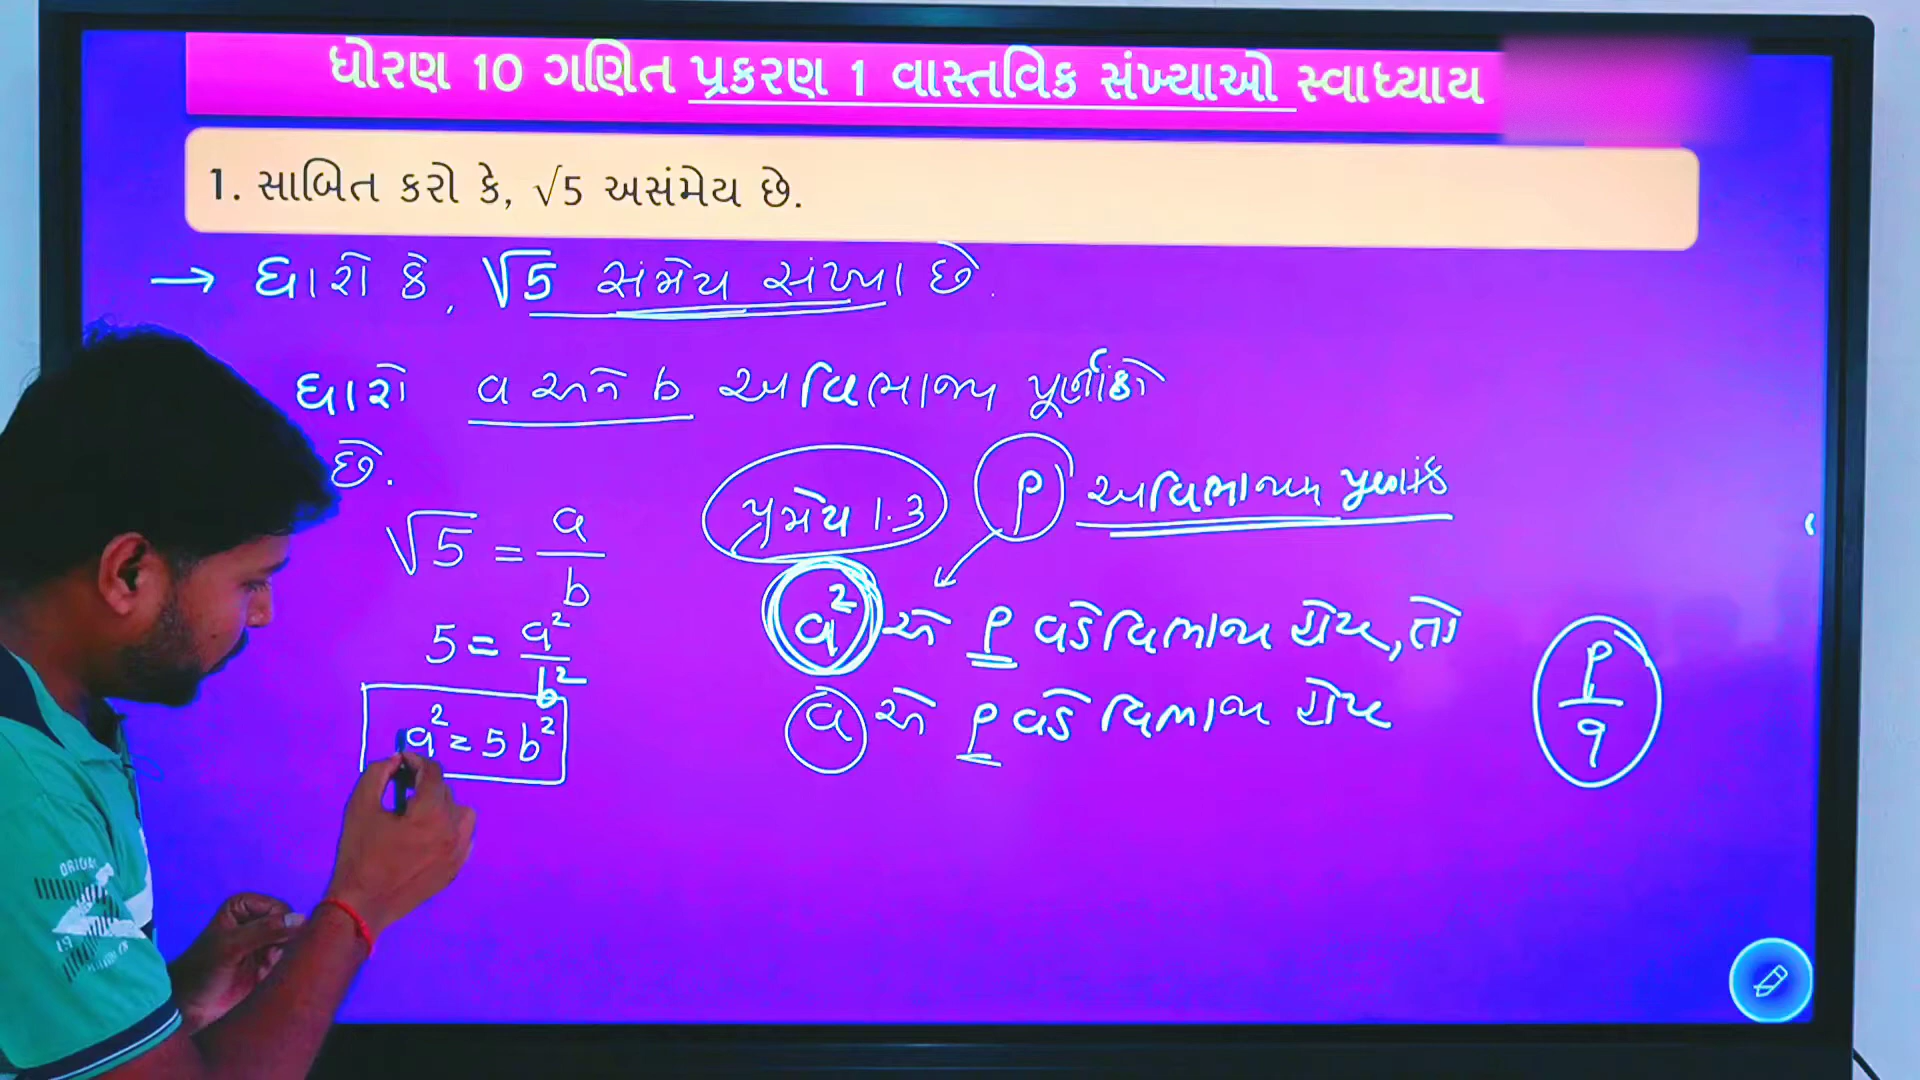 ધોરણ 10 ગણિત પ્રકરણ 1 વાસ્તવિક સંખ્યાઓ સ્વાધ્યાય
1. સાબિત કરો કે, √5 અસંમેય છે.
→ ધારો કે, √5 સંમેય સંખ્યા છે.
ધારો a અને b અવિભાજ્ય પૂર્ણાંકો
છે.
પ્રમેય 1.3 p અવિભાજ્ય પૂર્ણાંક
√5 = a/b
a² એ p વડે વિભાજ્ય હોય, તો
5 = a²/b²
a એ p વડે વિભાજ્ય હોય
p/q
a² = 5b²
ORIGINAL